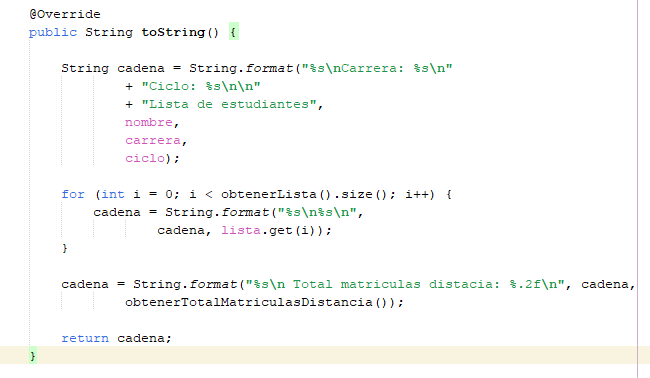 @Override
public String toString() {
String cadena = String.format("%s\nCarrera: %s\n"
+ "Ciclo: %s\n\n"
+ "Lista de estudiantes",
nombre,
carrera,
ciclo);
for (int i = 0; i < obtenerLista().size(); i++) {
cadena = String.format("%s\n%s\n",
cadena, lista.get(i));
}
cadena = String.format("%s\n Total matriculas distacia: %.2f\n", cadena,
obtenerTotalMatriculasDistancia());
return cadena;
}